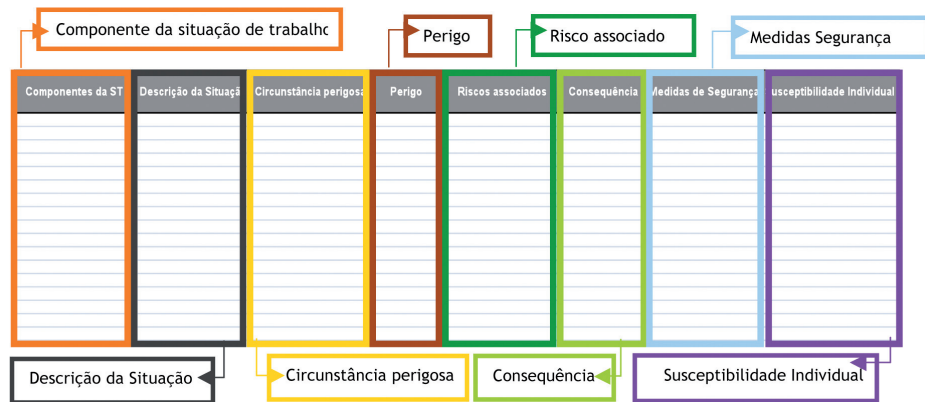 Componente da situação de trabalho
Perigo
Risco associado
Medidas Segurança
Componentes da ST
Descrição da Situaçã
Circunstância perigosa
Perigo
Riscos associados
Consequência
Medidas de Segurança
Susceptibilidade Individual
Descrição da Situação
Circunstância perigosa
Consequência
Susceptibilidade Individual